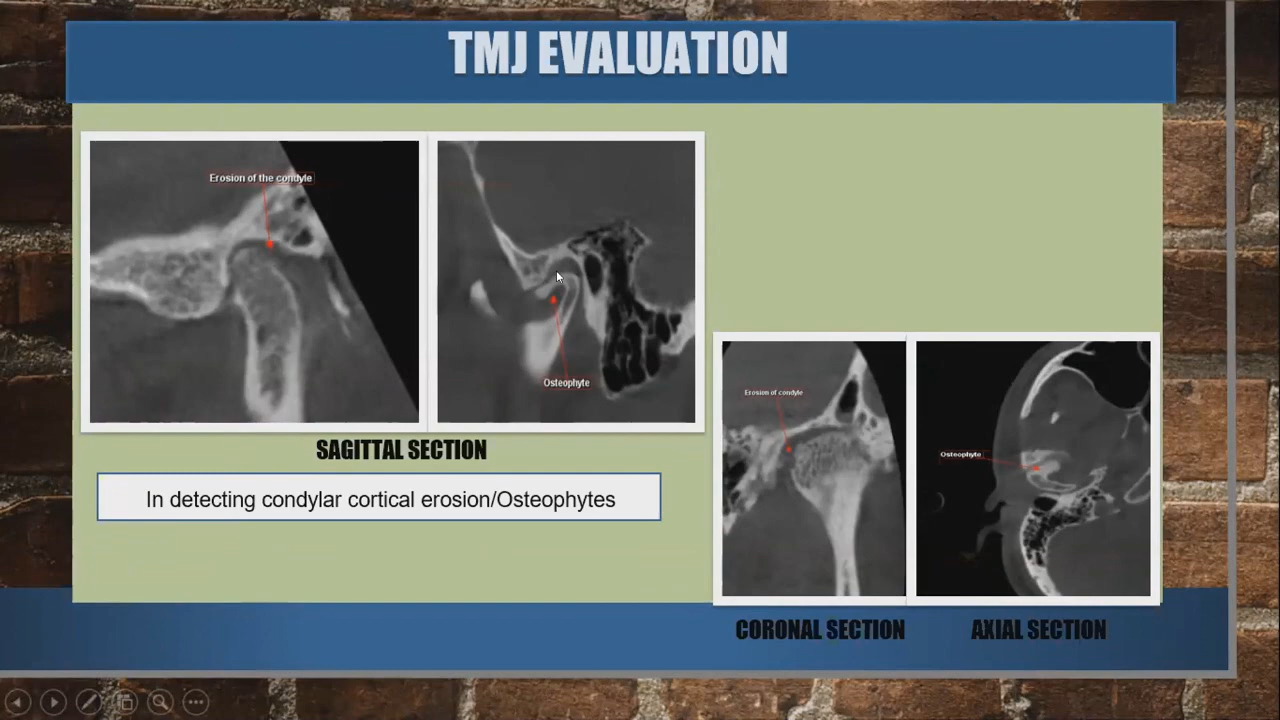 TMJ EVALUATION
Erosion of the condyle
Osteophyte
SAGITTAL SECTION
In detecting condylar cortical erosion/Osteophytes
Erosion of condyle
Osteophyte
CORONAL SECTION
AXIAL SECTION